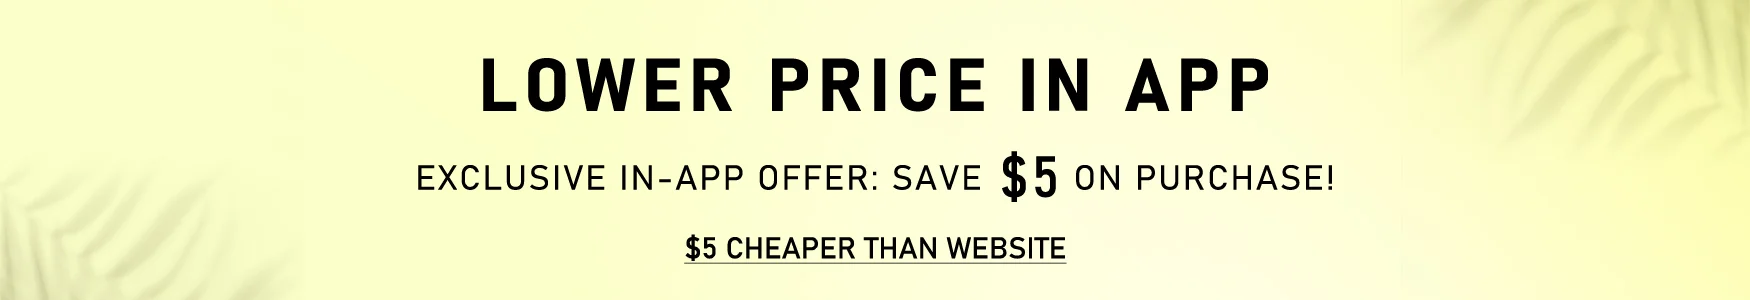 LOWER PRICE IN APP
EXCLUSIVE IN-APP OFFER: SAVE $5 ON PURCHASE!
$5 CHEAPER THAN WEBSITE